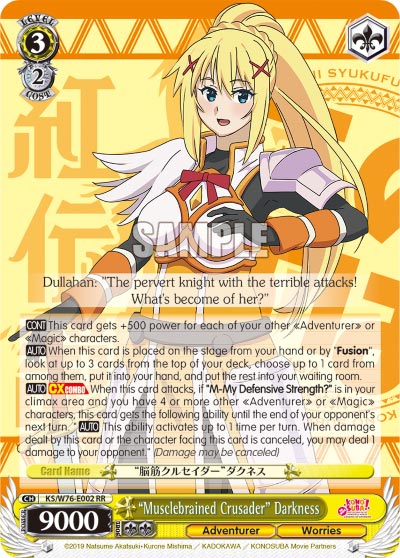 LEVEL
3
2
COST
I SYUKUFU
紅伝
SAMPLE
Dullahan: "The pervert knight with the terrible attacks!
What's become of her?"
CONT This card gets +500 power for each of your other «Adventurer» or
«Magic» characters.
AUTO When this card is placed on the stage from your hand or by "Fusion",
look at up to 3 cards from the top of your deck, choose up to 1 card from
among them, put it into your hand, and put the rest into your waiting room.
AUTO CXCOMBO When this card attacks, if "M-My Defensive Strength?" is in your
climax area and you have 4 or more other «Adventurer» or «Magic»
characters, this card gets the following ability until the end of your opponent's
next turn. "AUTO This ability activates up to 1 time per turn. When damage
dealt by this card or the character facing this card is canceled, you may deal 1
damage to your opponent." (Damage may be canceled)
Card Name
"脳筋クルセイダー"ダクネス
CH KS/W76-E002 RR
"Musclebrained Crusader" Darkness
KONO SUBA!
POWER
9000
Adventurer
Worries
©2019 Natsume Akatsuki・Kurone Mishima / KADOKAWA / KONOSUBA Movie Partners